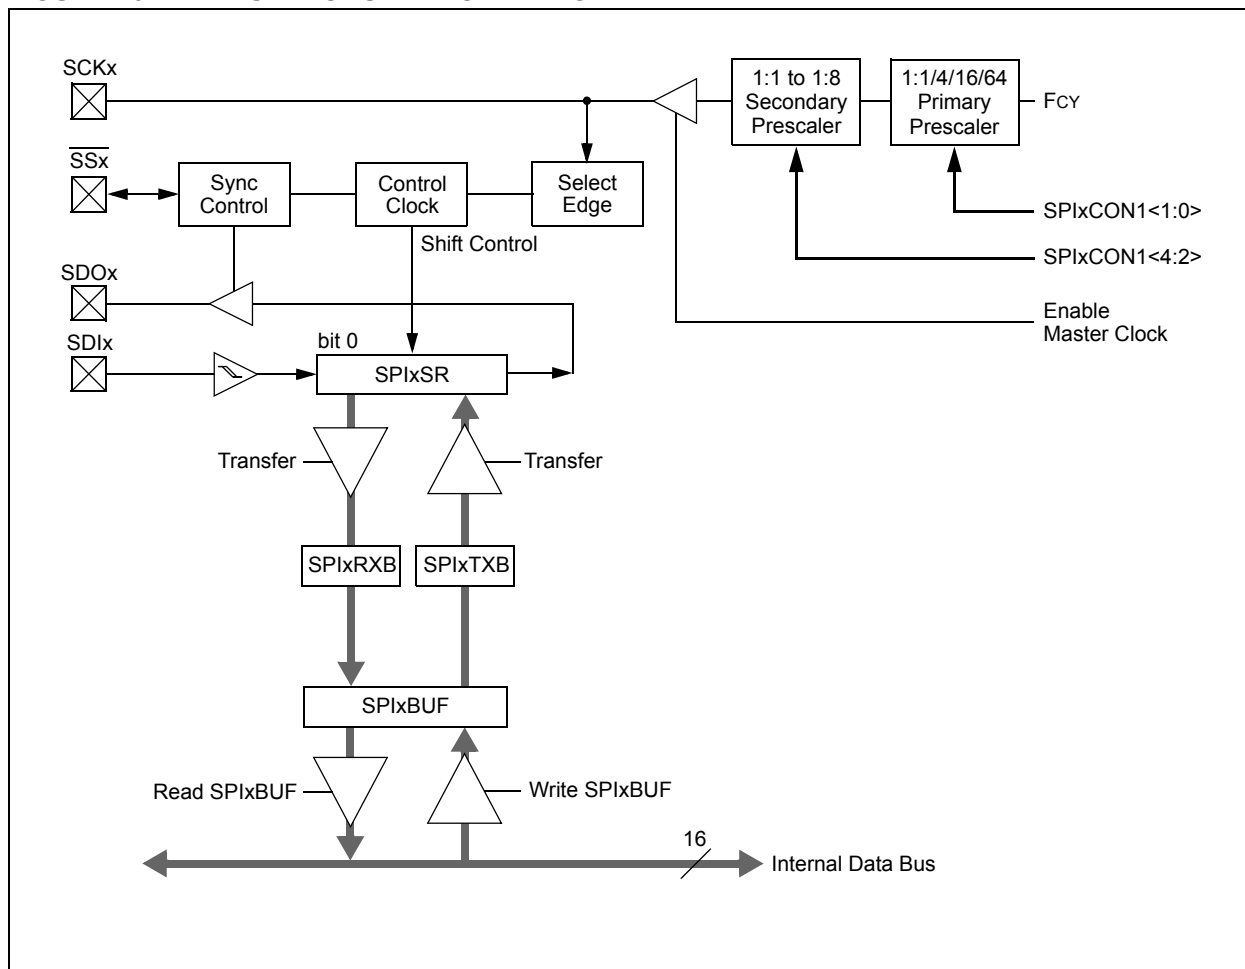 SCKx
1:1 to 1:8
Secondary
Prescaler
1:1/4/16/64
Primary
Prescaler
FCY
SSx
Sync
Control
Control
Clock
Select
Edge
SPIxCON1<1:0>
Shift Control
SPIxCON1<4:2>
SDOx
Enable
Master Clock
SDIx
bit 0
SPIxSR
Transfer
Transfer
SPIxRXB
SPIxTXB
SPIxBUF
Read SPIxBUF
Write SPIxBUF
16
Internal Data Bus